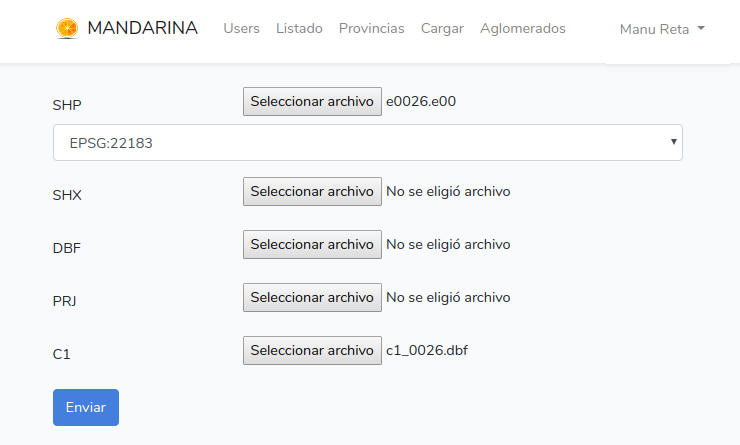 MANDARINA Users Listado Provincias Cargar Aglomerados Manu Reta
SHP Seleccionar archivo e0026.e00
EPSG:22183
SHX Seleccionar archivo No se eligió archivo
DBF Seleccionar archivo No se eligió archivo
PRJ Seleccionar archivo No se eligió archivo
C1 Seleccionar archivo c1_0026.dbf
Enviar